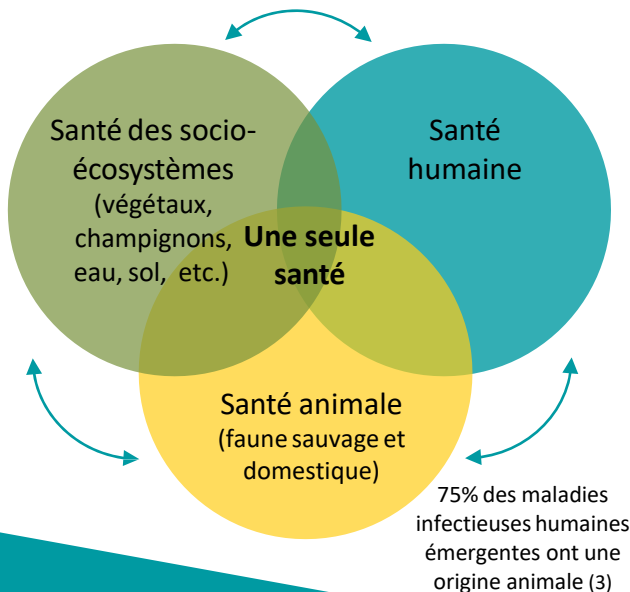 Santé des socio-
écosystèmes
(végétaux,
champignons,
eau, sol, etc.)
Santé
humaine
Une seule
santé
Santé animale
(faune sauvage et
domestique)
75% des maladies
infectieuses humaines
émergentes ont une
origine animale (3)